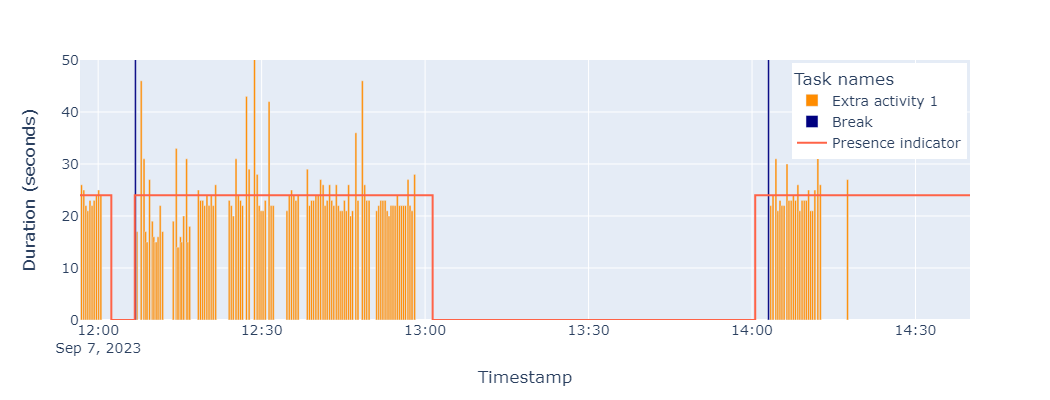 Task names
Extra activity 1
Break
Presence indicator
Duration (seconds)
50
40
30
20
10
0
12:00 12:30 13:00 13:30 14:00 14:30
Sep 7, 2023
Timestamp